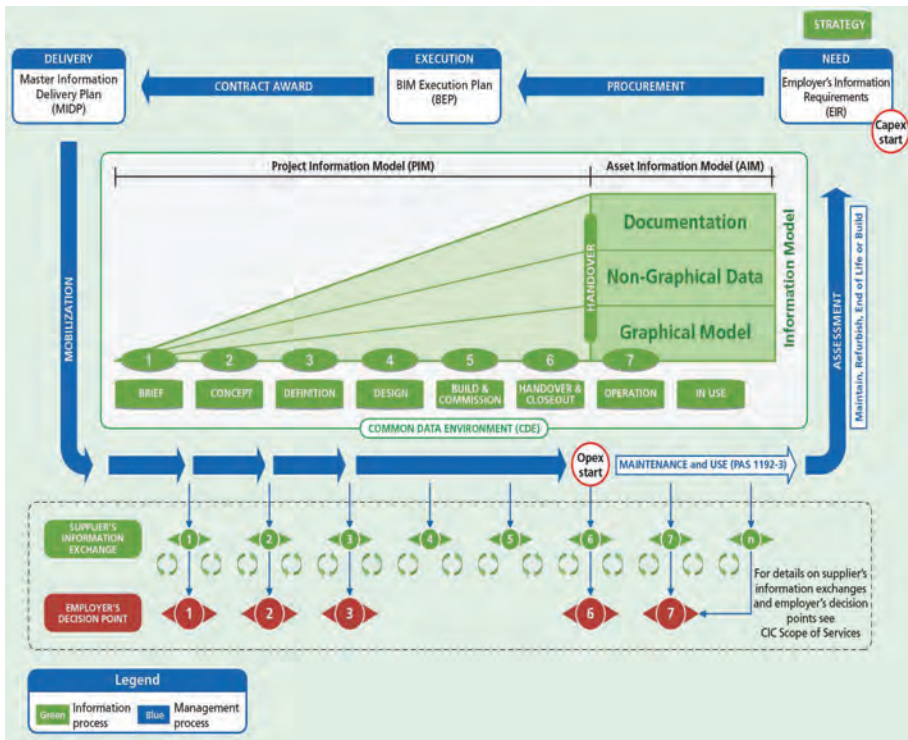 STRATEGY
DELIVERY
Master Information
Delivery Plan
(MIDP)
CONTRACT AWARD
EXECUTION
BIM Execution Plan
(BEP)
PROCUREMENT
NEED
Employer's Information
Requirements
(EIR)
Capex
start
Project Information Model (PIM)
Asset Information Model (AIM)
MOBILIZATION
HANDOVER
Documentation
Non-Graphical Data
Graphical Model
Information Model
ASSESSMENT
Maintain, Refurbish, End of Life or Build
1 2 3 4 5 6 7
BRIEF
CONCEPT
DEFINITION
DESIGN
BUILD &
COMMISSION
HANDOVER &
CLOSEOUT
OPERATION
IN USE
COMMON DATA ENVIRONMENT (CDE)
Opex
start
MAINTENANCE and USE (PAS 1192-3)
SUPPLIER'S
INFORMATION
EXCHANGE
1 2 3 4 5 6 7 n
For details on supplier's
information exchanges
and employer's decision
points see
CIC Scope of Services
EMPLOYER'S
DECISION POINT
1 2 3 6 7
Legend
Green Information
process
Blue Management
process